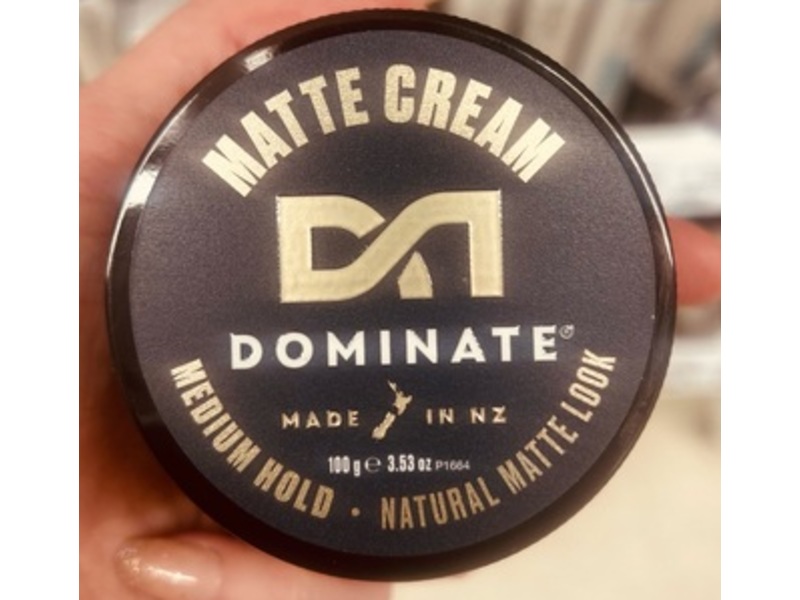 MATTE CREAM
DOMINATE®
MADE IN NZ
100 g ℮ 3.53 oz P1664
MEDIUM HOLD • NATURAL MATTE LOOK